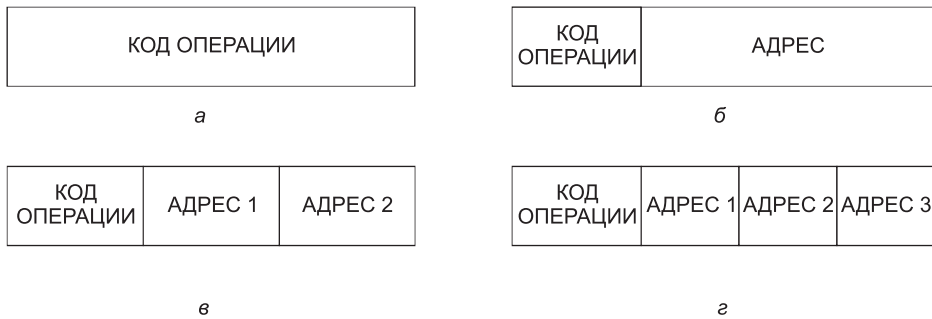 КОД ОПЕРАЦИИ
а
КОД
ОПЕРАЦИИ
АДРЕС
б
КОД
ОПЕРАЦИИ
АДРЕС 1
АДРЕС 2
в
КОД
ОПЕРАЦИИ
АДРЕС 1
АДРЕС 2
АДРЕС 3
г